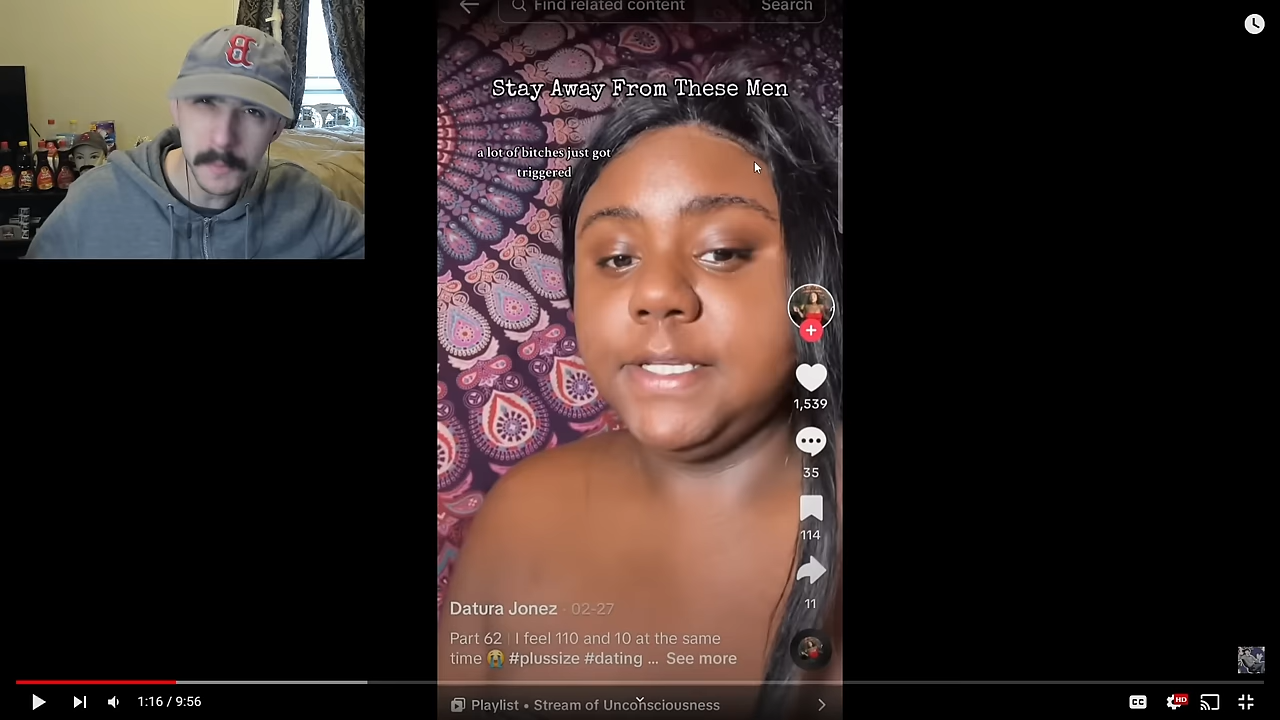 Find related content
Search
Stay Away From These Men
a lot of bitches just got
triggered
B
1,539
35
114
11
Datura Jonez · 02-27
Part 62 | I feel 110 and 10 at the same
time 😭 #plussize #dating ... See more
Playlist • Stream of Unconsciousness
1:16 / 9:56
CC
HD